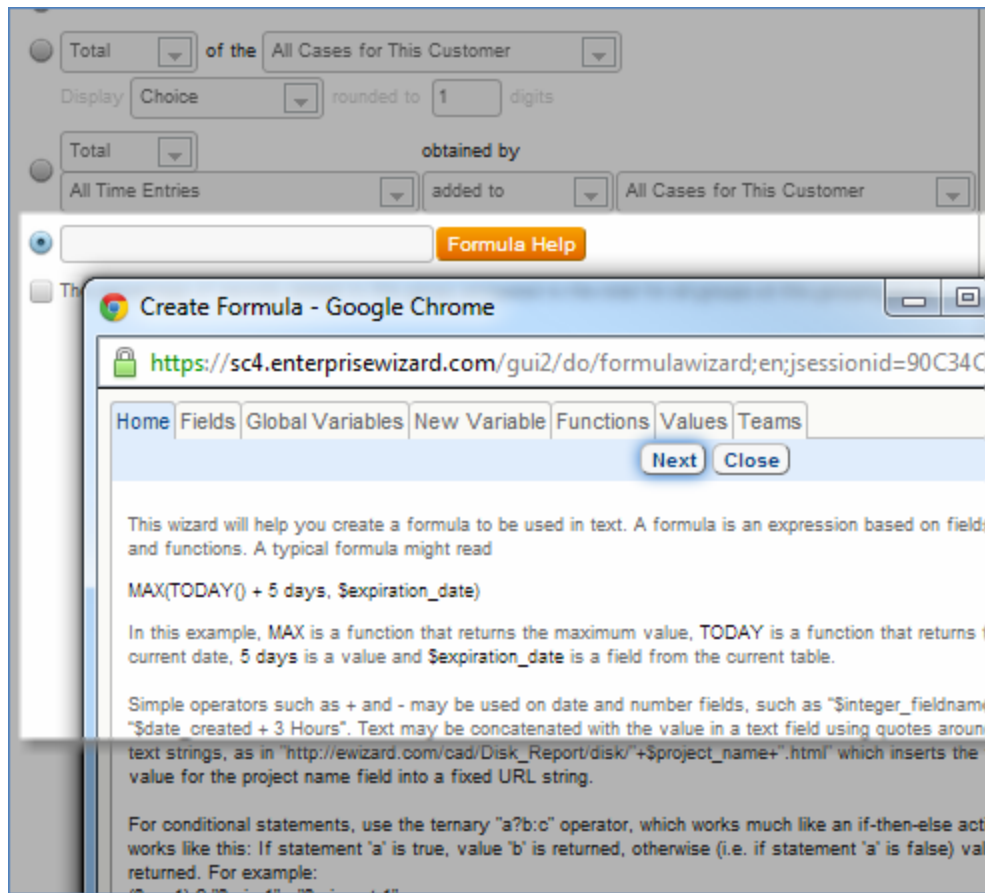 Total of the All Cases for This Customer
Display Choice rounded to 1 digits
Total obtained by
All Time Entries added to All Cases for This Customer
Formula Help
Th
Create Formula - Google Chrome
https://sc4.enterprisewizard.com/gui2/do/formulawizard;en;jsessionid=90C34C
Home Fields Global Variables New Variable Functions Values Teams
Next Close
This wizard will help you create a formula to be used in text. A formula is an expression based on fields
and functions. A typical formula might read
MAX(TODAY() + 5 days, $expiration_date)
In this example, MAX is a function that returns the maximum value, TODAY is a function that returns
current date, 5 days is a value and $expiration_date is a field from the current table.
Simple operators such as + and - may be used on date and number fields, such as "$integer_fieldname
"$date_created + 3 Hours". Text may be concatenated with the value in a text field using quotes aroun
text strings, as in "http://ewizard.com/cad/Disk_Report/disk/"+$project_name+".html" which inserts the
value for the project name field into a fixed URL string.
For conditional statements, use the ternary "a?b:c" operator, which works much like an if-then-else acti
works like this: If statement 'a' is true, value 'b' is returned, otherwise (i.e. if statement 'a' is false) val
returned. For example: